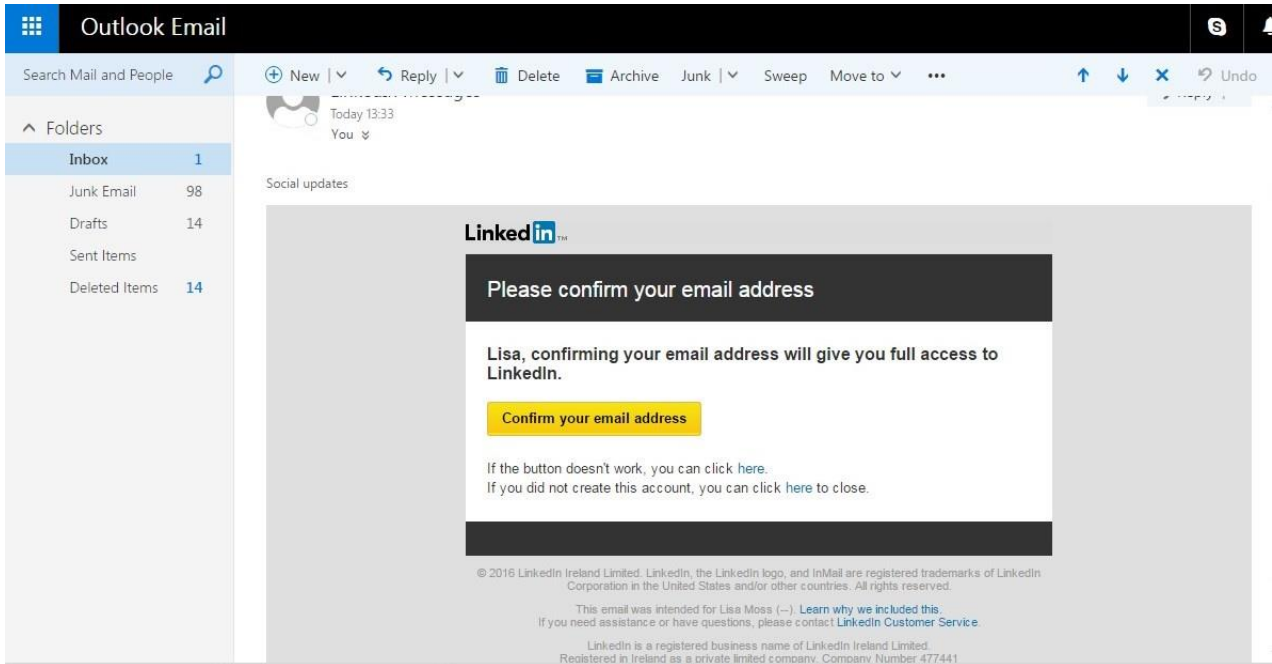 Outlook Email
Search Mail and People
New
Reply
Delete
Archive
Junk
Sweep
Move to
Undo
Folders
Inbox 1
Junk Email 98
Drafts 14
Sent Items
Deleted Items 14
Today 13:33
You
Social updates
Linked in TM
Please confirm your email address
Lisa, confirming your email address will give you full access to
LinkedIn.
Confirm your email address
If the button doesn't work, you can click here.
If you did not create this account, you can click here to close.
© 2016 LinkedIn Ireland Limited. LinkedIn, the LinkedIn logo, and InMail are registered trademarks of LinkedIn
Corporation in the United States and/or other countries. All rights reserved.
This email was intended for Lisa Moss (--). Learn why we included this.
If you need assistance or have questions, please contact LinkedIn Customer Service.
LinkedIn is a registered business name of LinkedIn Ireland Limited.
Registered in Ireland as a private limited company. Company Number 477441